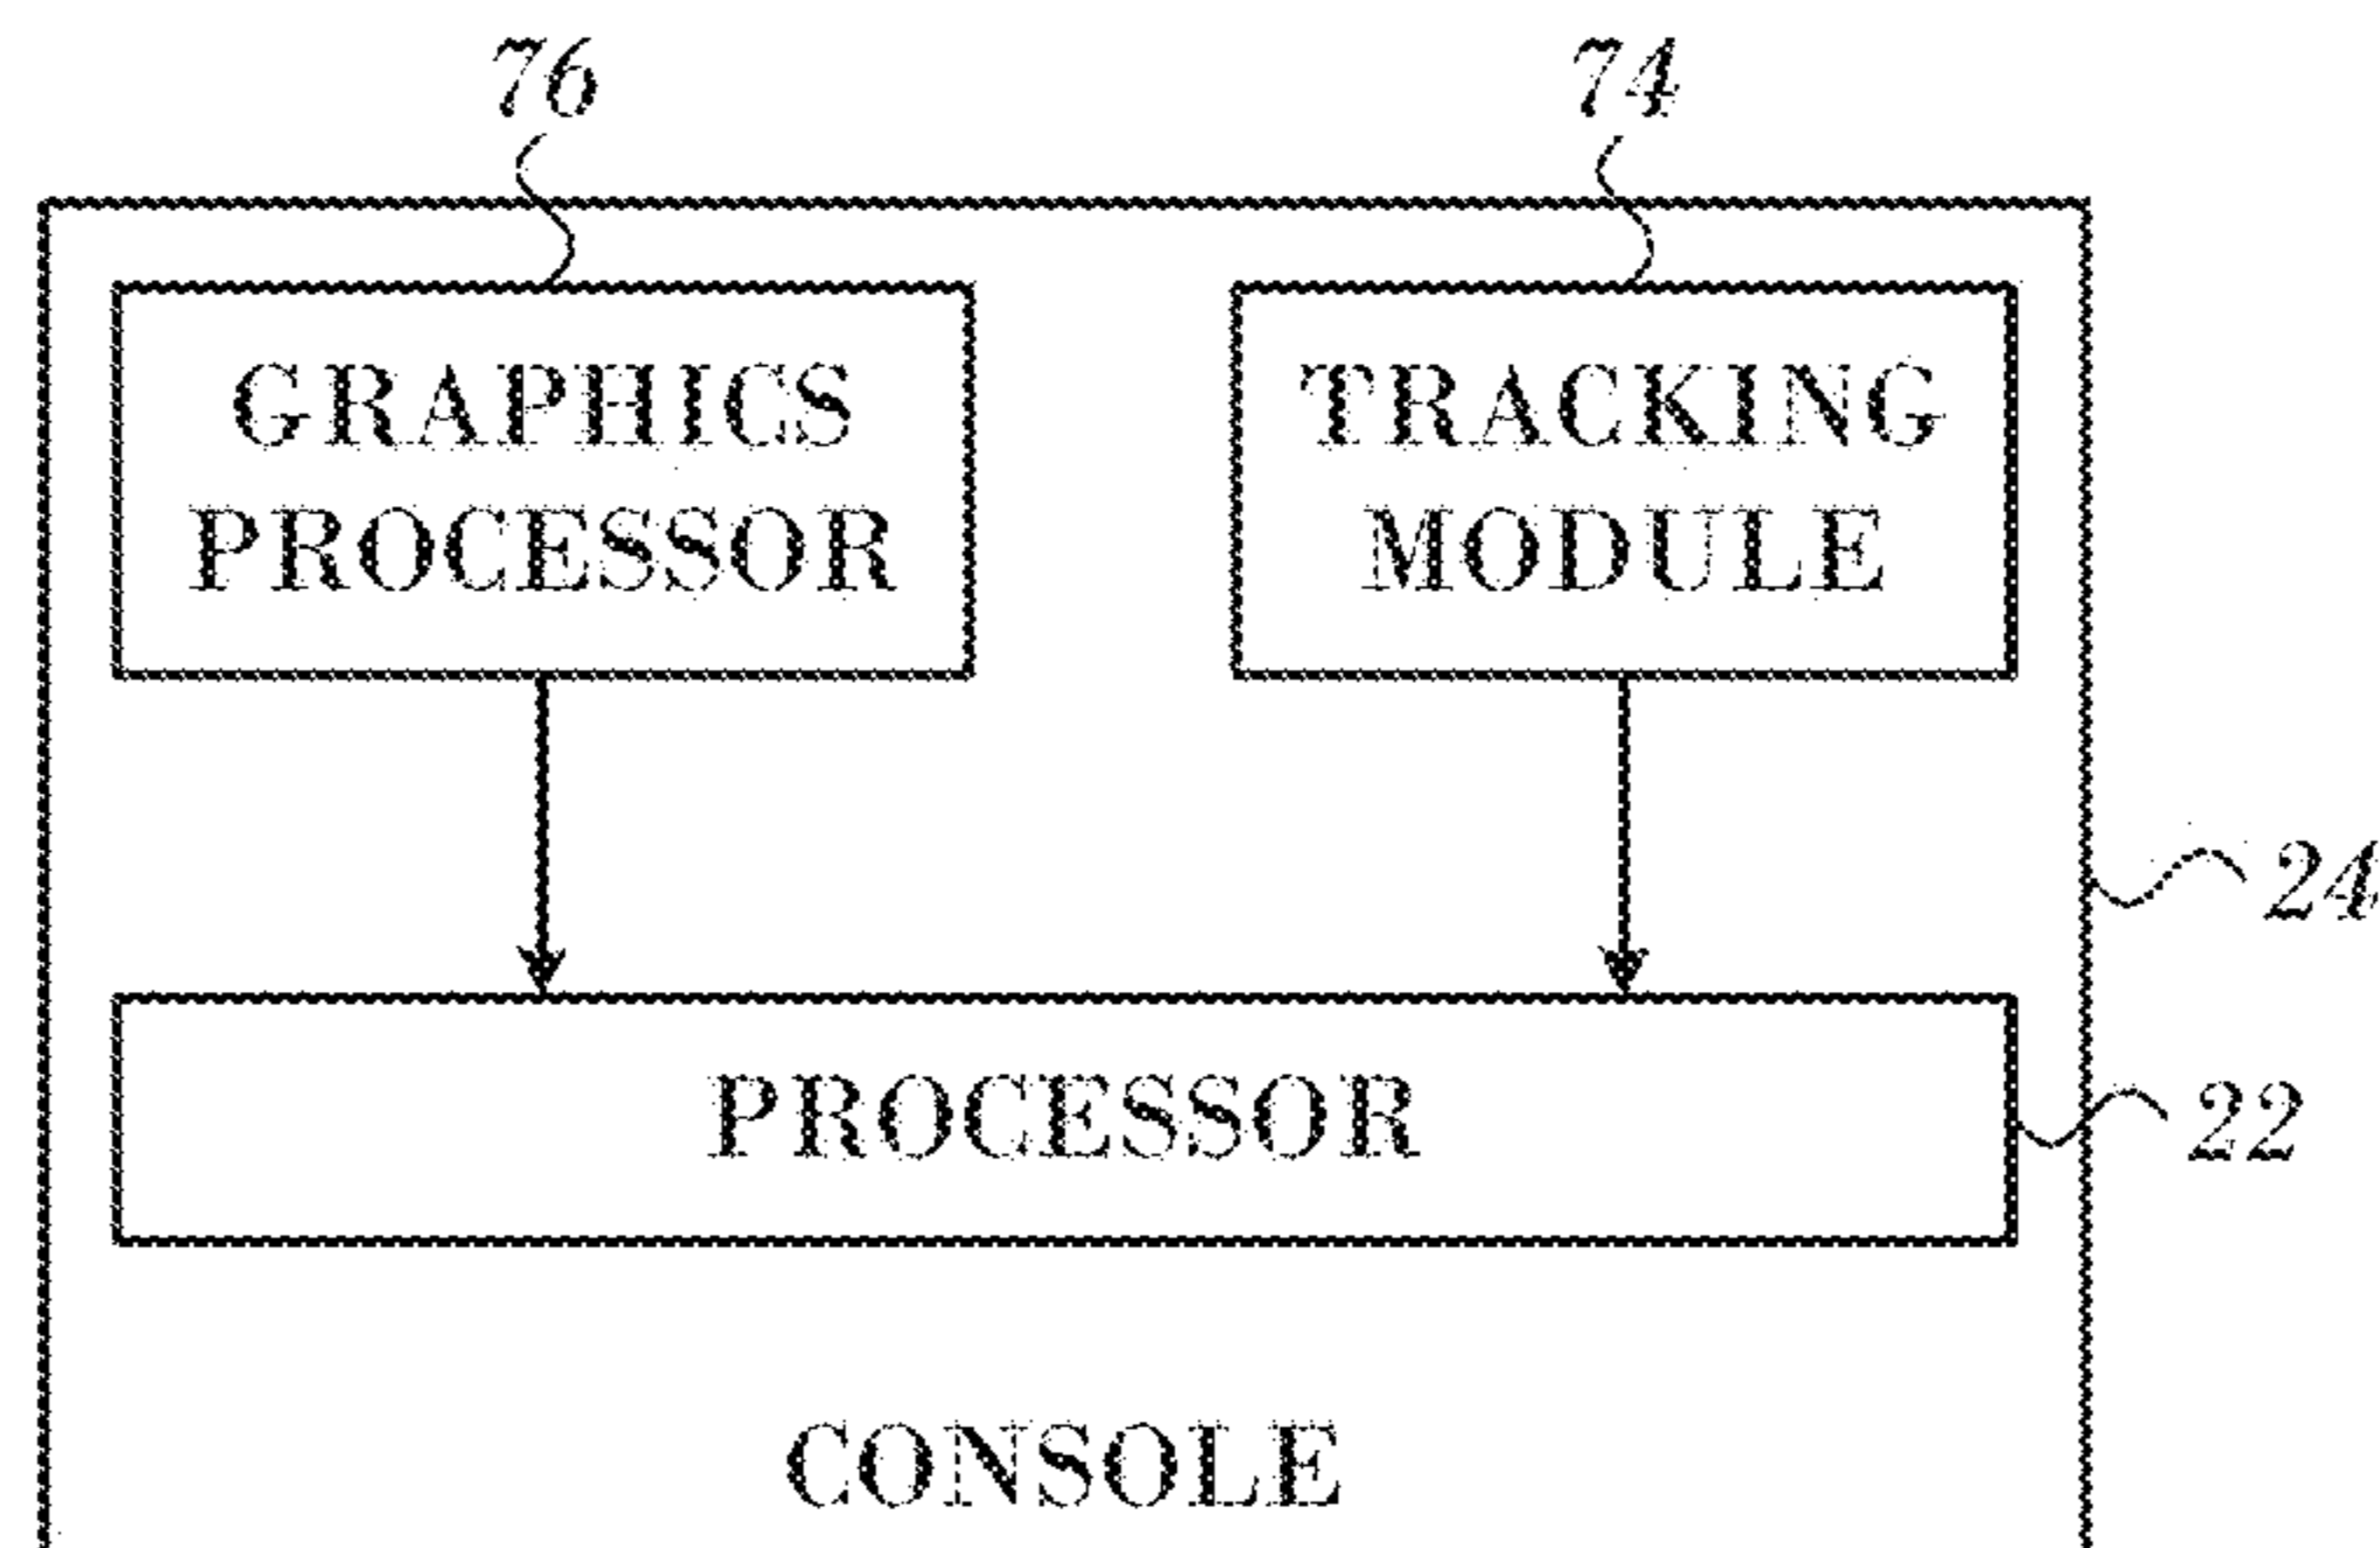 76
74
GRAPHICS
PROCESSOR
TRACKING
MODULE
24
PROCESSOR
22
CONSOLE